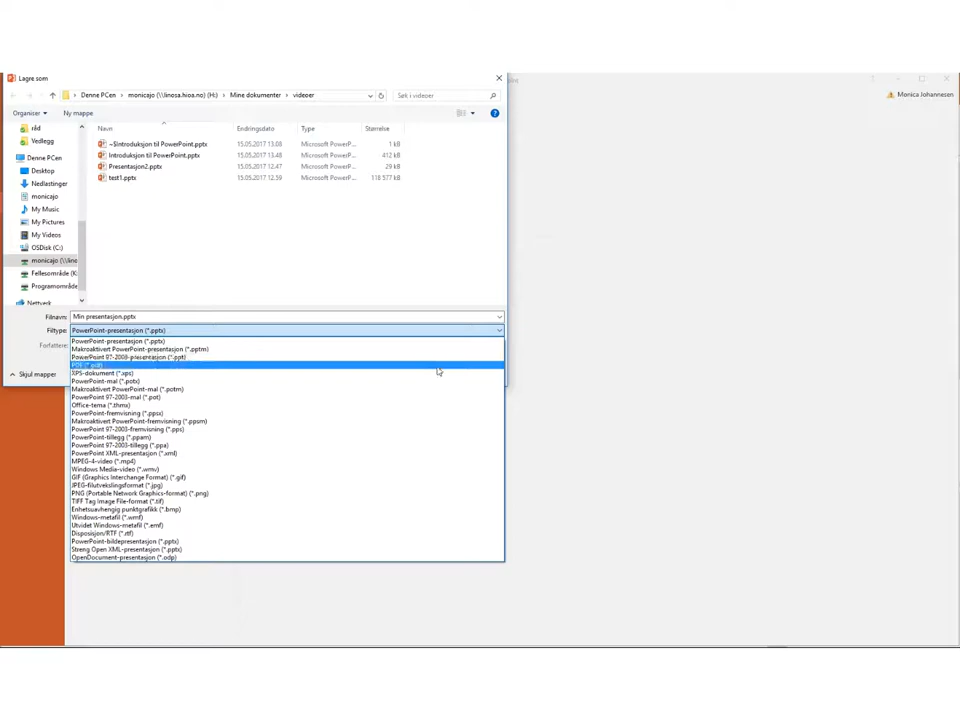 Lagre som
Monica Johannesen
Denne PCen › monicajo (\\linosa.hioa.no) (H:) › Mine dokumenter › videoer
Søk i videoer
Organiser
Ny mappe
Navn Endringsdato Type Størrelse
~$Introduksjon til PowerPoint.pptx 15.05.2017 13.08 Microsoft PowerP... 1 kB
Introduksjon til PowerPoint.pptx 15.05.2017 13.48 Microsoft PowerP... 412 kB
Presentasjon2.pptx 15.05.2017 12.47 Microsoft PowerP... 29 kB
test1.pptx 15.05.2017 12.59 Microsoft PowerP... 118 577 kB
råd
Vedlegg
Denne PCen
Desktop
Nedlastinger
monicajo
My Music
My Pictures
My Videos
OSDisk (C:)
monicajo (\\lino
Fellesområde (K:
Programområde
Nettverk
Filnavn: Min presentasjon.pptx
Filtype: PowerPoint-presentasjon (*.pptx)
Forfattere:
Skjul mapper
PowerPoint-presentasjon (*.pptx)
Makroaktivert PowerPoint-presentasjon (*.pptm)
PowerPoint 97-2003-presentasjon (*.ppt)
PDF (*.pdf)
XPS-dokument (*.xps)
PowerPoint-mal (*.potx)
Makroaktivert PowerPoint-mal (*.potm)
PowerPoint 97-2003-mal (*.pot)
Office-tema (*.thmx)
PowerPoint-fremvisning (*.ppsx)
Makroaktivert PowerPoint-fremvisning (*.ppsm)
PowerPoint 97-2003-fremvisning (*.pps)
PowerPoint-tillegg (*.ppam)
PowerPoint 97-2003-tillegg (*.ppa)
PowerPoint XML-presentasjon (*.xml)
MPEG-4-video (*.mp4)
Windows Media-video (*.wmv)
GIF (Graphics Interchange Format) (*.gif)
JPEG-filutvekslingsformat (*.jpg)
PNG (Portable Network Graphics-format) (*.png)
TIFF Tag Image File-format (*.tif)
Enhetsuavhengig punktgrafikk (*.bmp)
Windows-metafil (*.wmf)
Utvidet Windows-metafil (*.emf)
Disposisjon/RTF (*.rtf)
PowerPoint-bildepresentasjon (*.pptx)
Streng Open XML-presentasjon (*.pptx)
OpenDocument-presentasjon (*.odp)